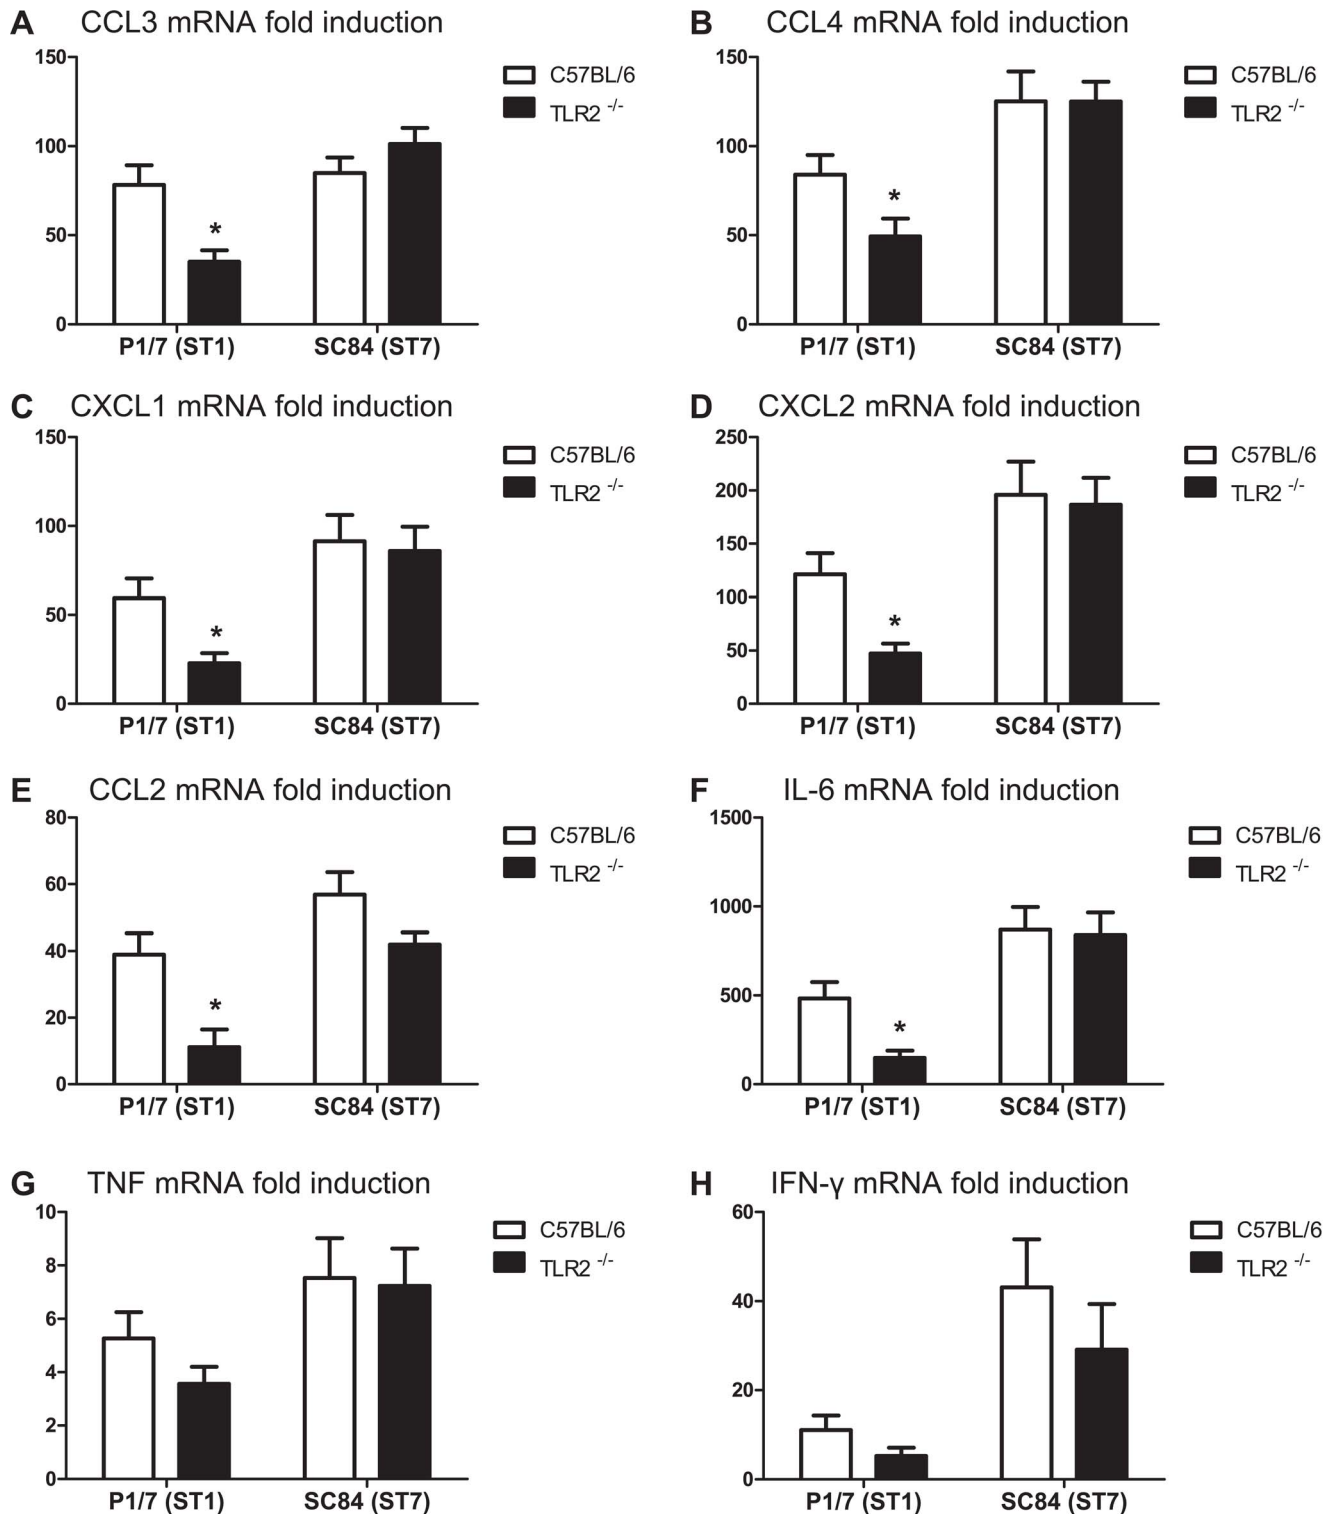 A CCL3 mRNA fold induction
150
100
50
0
P1/7 (ST1) SC84 (ST7)
C57BL/6
TLR2 -/-
*
B CCL4 mRNA fold induction
150
100
50
0
P1/7 (ST1) SC84 (ST7)
C57BL/6
TLR2 -/-
*
C CXCL1 mRNA fold induction
150
100
50
0
P1/7 (ST1) SC84 (ST7)
C57BL/6
TLR2 -/-
*
D CXCL2 mRNA fold induction
250
200
150
100
50
0
P1/7 (ST1) SC84 (ST7)
C57BL/6
TLR2 -/-
*
E CCL2 mRNA fold induction
80
60
40
20
0
P1/7 (ST1) SC84 (ST7)
C57BL/6
TLR2 -/-
*
F IL-6 mRNA fold induction
1500
1000
500
0
P1/7 (ST1) SC84 (ST7)
C57BL/6
TLR2 -/-
*
G TNF mRNA fold induction
10
8
6
4
2
0
P1/7 (ST1) SC84 (ST7)
C57BL/6
TLR2 -/-
H IFN-γ mRNA fold induction
60
40
20
0
P1/7 (ST1) SC84 (ST7)
C57BL/6
TLR2 -/-